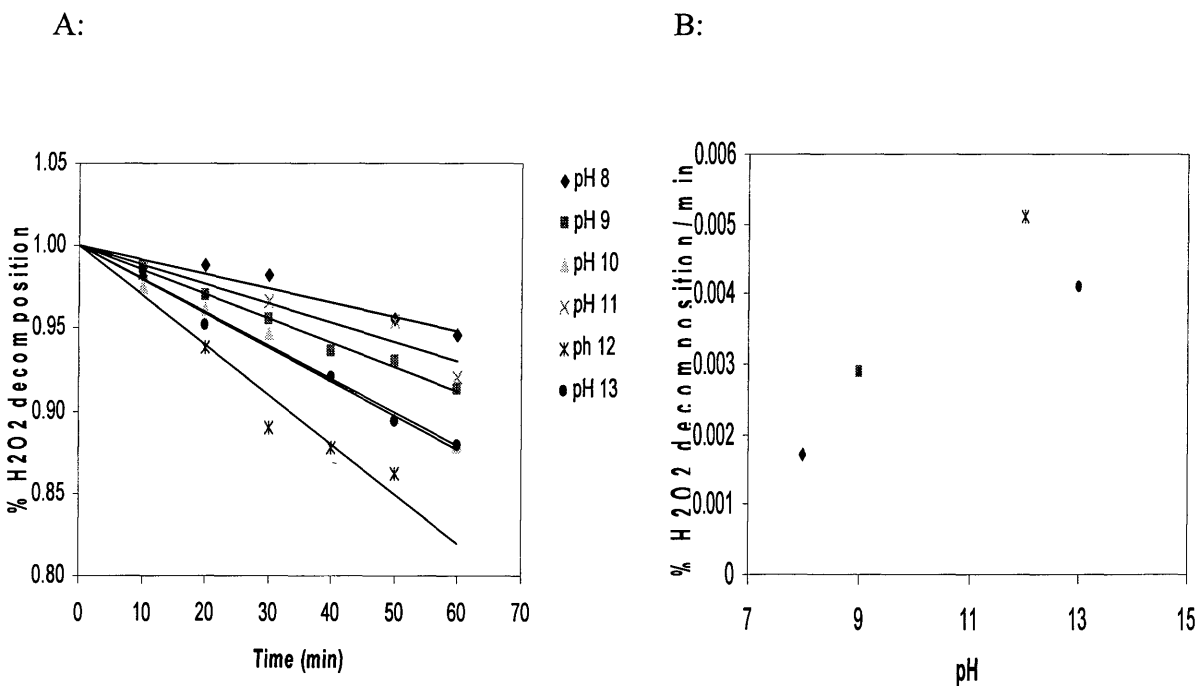 A:
B:
% H2O2 decomposition
1.05
1.00
0.95
0.90
0.85
0.80
0 10 20 30 40 50 60 70
Time (min)
pH 8
pH 9
pH 10
pH 11
ph 12
pH 13
% H2O2 decomposition/min
0.006
0.005
0.004
0.003
0.002
0.001
0
7 9 11 13 15
pH